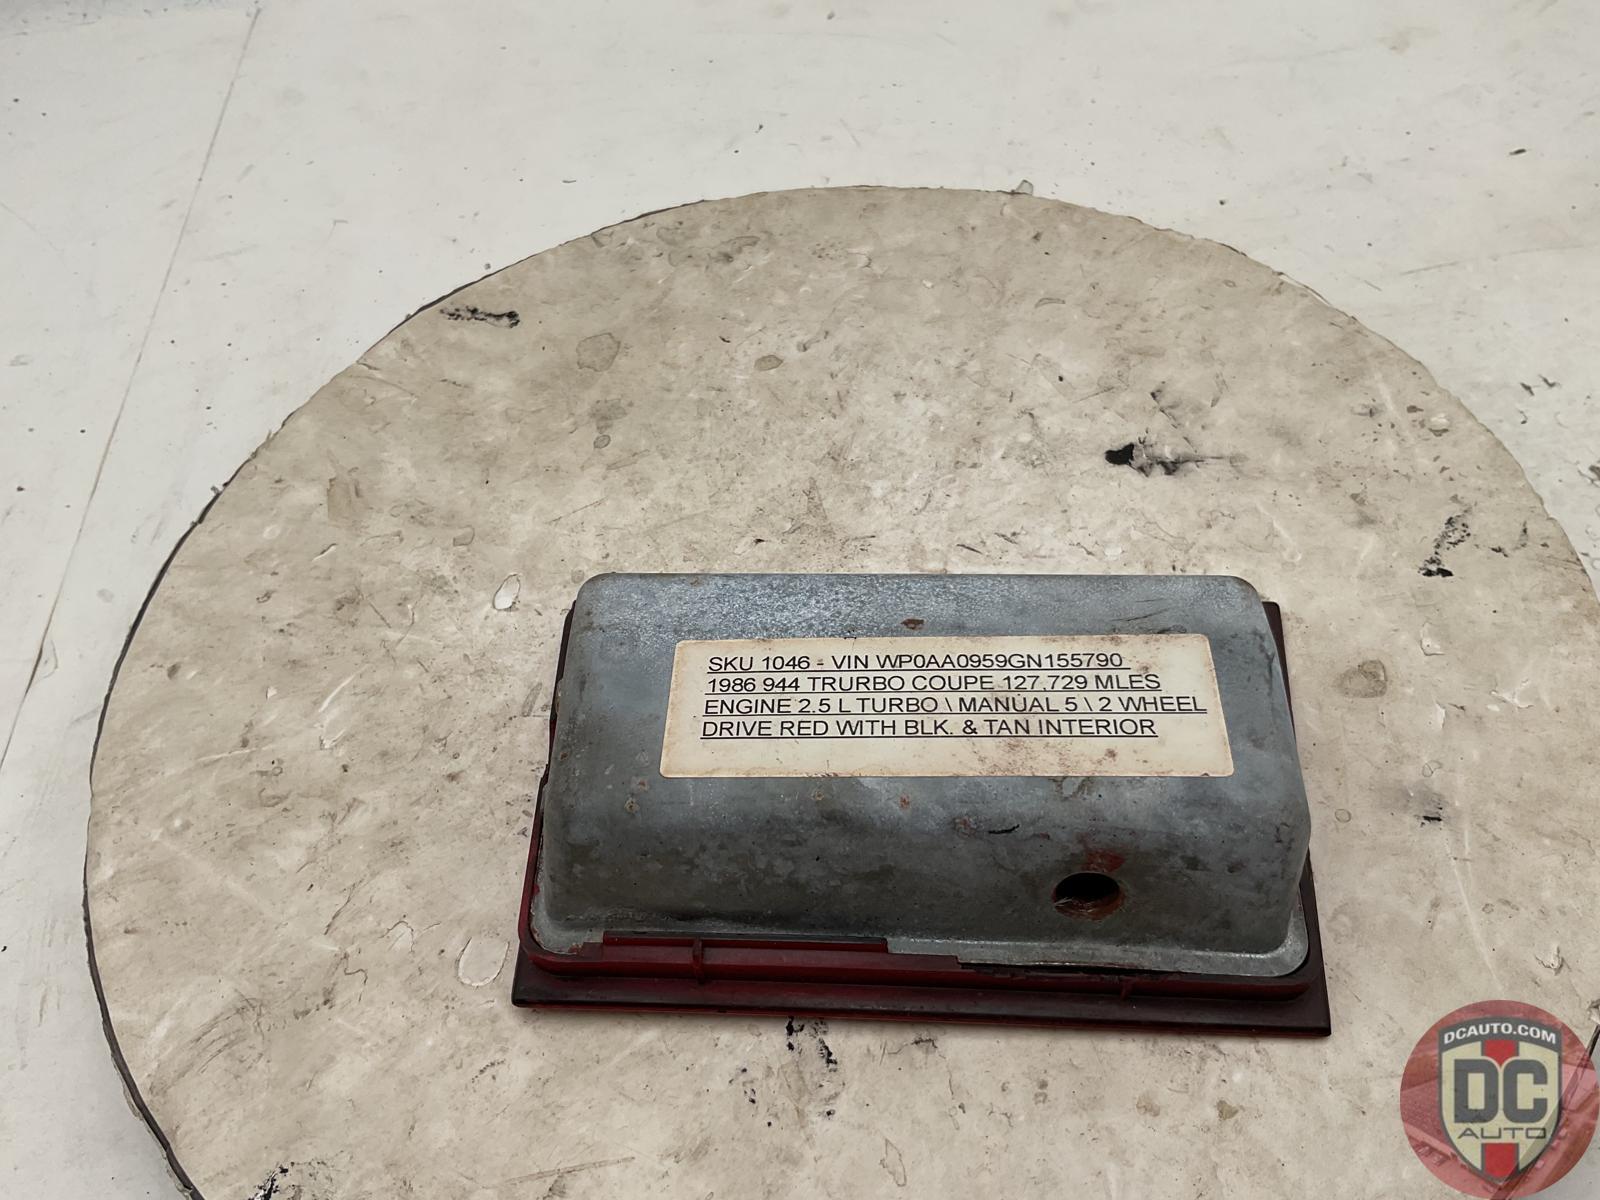 SKU 1046 - VIN WP0AA0959GN155790
1986 944 TRURBO COUPE 127,729 MLES
ENGINE 2.5 L TURBO \ MANUAL 5 \ 2 WHEEL
DRIVE RED WITH BLK. & TAN INTERIOR
DCAUTO.COM
DC
AUTO